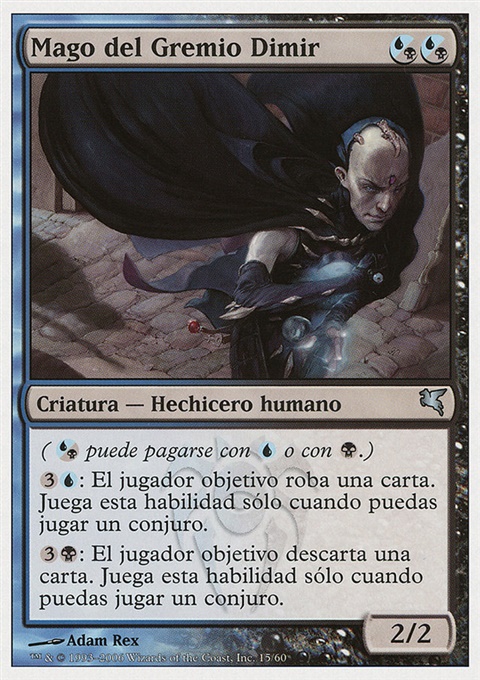 Mago del Gremio Dimir
Criatura — Hechicero humano
( puede pagarse con o con .)
3 : El jugador objetivo roba una carta.
Juega esta habilidad sólo cuando puedas
jugar un conjuro.
3 : El jugador objetivo descarta una
carta. Juega esta habilidad sólo cuando
puedas jugar un conjuro.
2/2
Adam Rex
™ & © 1993–2006 Wizards of the Coast, Inc. 15/60